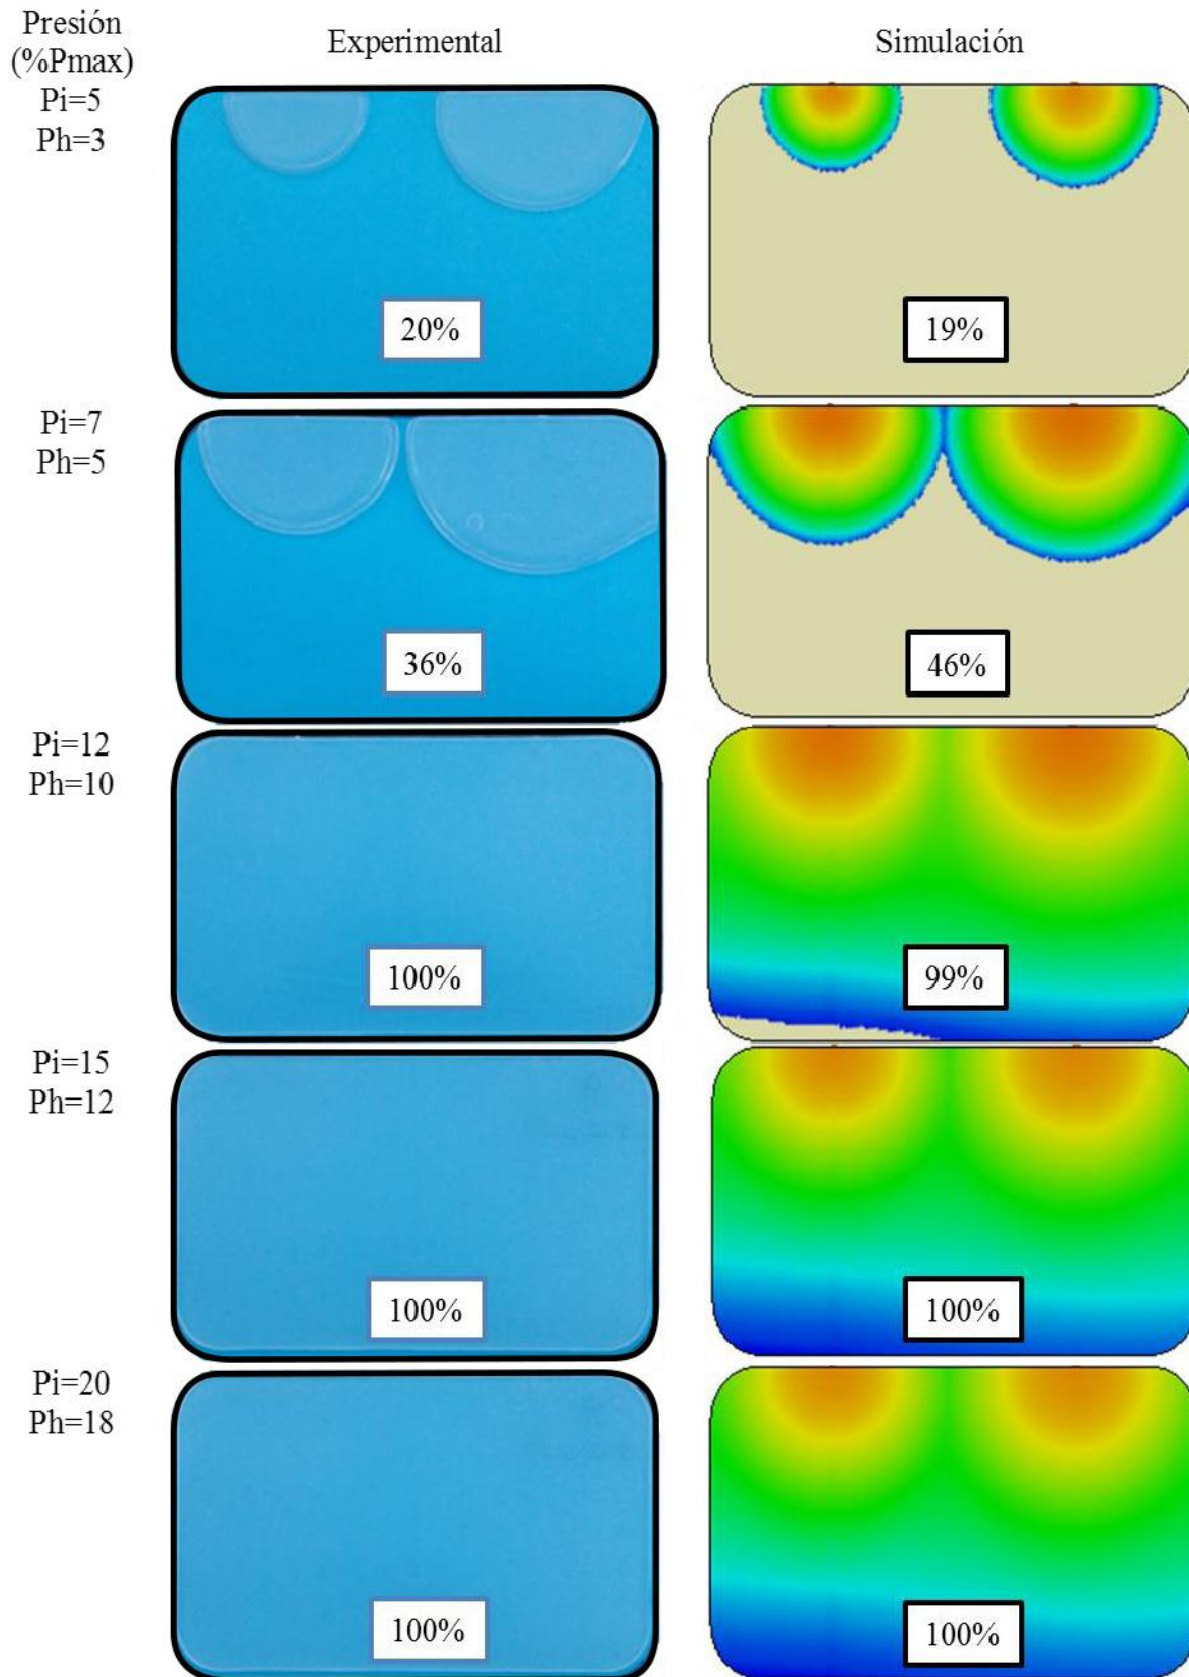 Presión
(%Pmax)
Experimental
Simulación
Pi=5
Ph=3
20%
19%
Pi=7
Ph=5
36%
46%
Pi=12
Ph=10
100%
99%
Pi=15
Ph=12
100%
100%
Pi=20
Ph=18
100%
100%